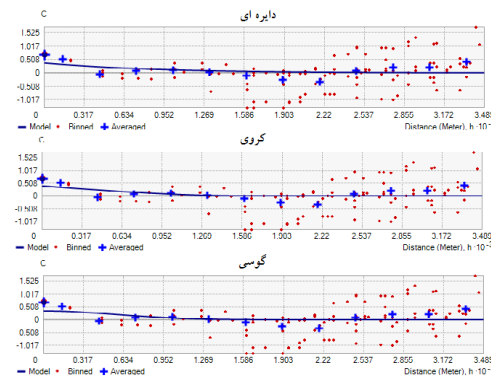 دایره ای
C
1.525
1.017
0.508
0
-0.508
-1.017
0 0.317 0.634 0.952 1.269 1.586 1.903 2.22 2.537 2.855 3.172 3.489
Model Binned Averaged Distance (Meter), h ·10⁻
کروی
C
1.525
1.017
0.508
0
-0.508
-1.017
0 0.317 0.634 0.952 1.269 1.586 1.903 2.22 2.537 2.855 3.172 3.489
Model Binned Averaged Distance (Meter), h ·10⁻
گوسی
C
1.525
1.017
0.508
0
0.508
-1.017
0 0.317 0.634 0.952 1.269 1.586 1.903 2.22 2.537 2.855 3.172 3.489
Model Binned Averaged Distance (Meter), h ·10⁻